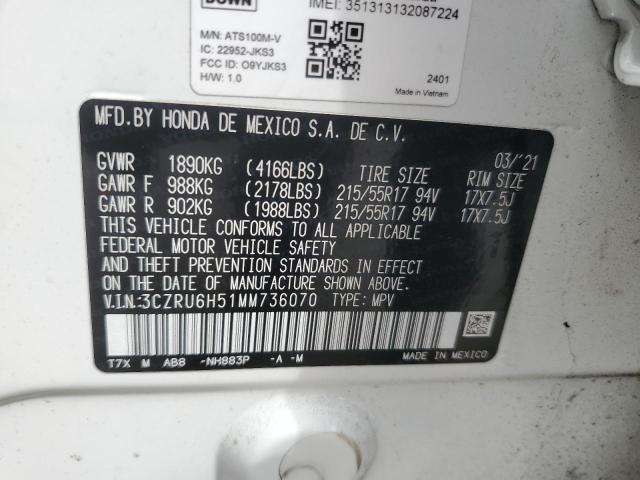 DOWN
IMEI: 351313132087224
M/N: ATS100M-V
IC: 22952-JKS3
FCC ID: O9YJKS3
H/W: 1.0
2401
Made in Vietnam
MFD.BY HONDA DE MEXICO S.A. DE C.V.
03/'21
GVWR 1890KG (4166LBS) TIRE SIZE RIM SIZE
GAWR F 988KG (2178LBS) 215/55R17 94V 17X7.5J
GAWR R 902KG (1988LBS) 215/55R17 94V 17X7.5J
THIS VEHICLE CONFORMS TO ALL APPLICABLE
FEDERAL MOTOR VEHICLE SAFETY
AND THEFT PREVENTION STANDARDS IN EFFECT
ON THE DATE OF MANUFACTURE SHOWN ABOVE.
V.I.N.:3CZRU6H51MM736070 TYPE: MPV
T7X M AB8 -NH883P -A -M
MADE IN MEXICO